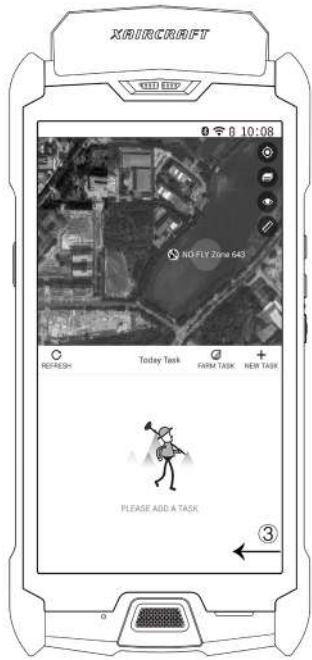 XAIRCRAFT
10:08
NO-FLY Zone 643
REFRESH
Today Task
FARM TASK
NEW TASK
PLEASE ADD A TASK
③